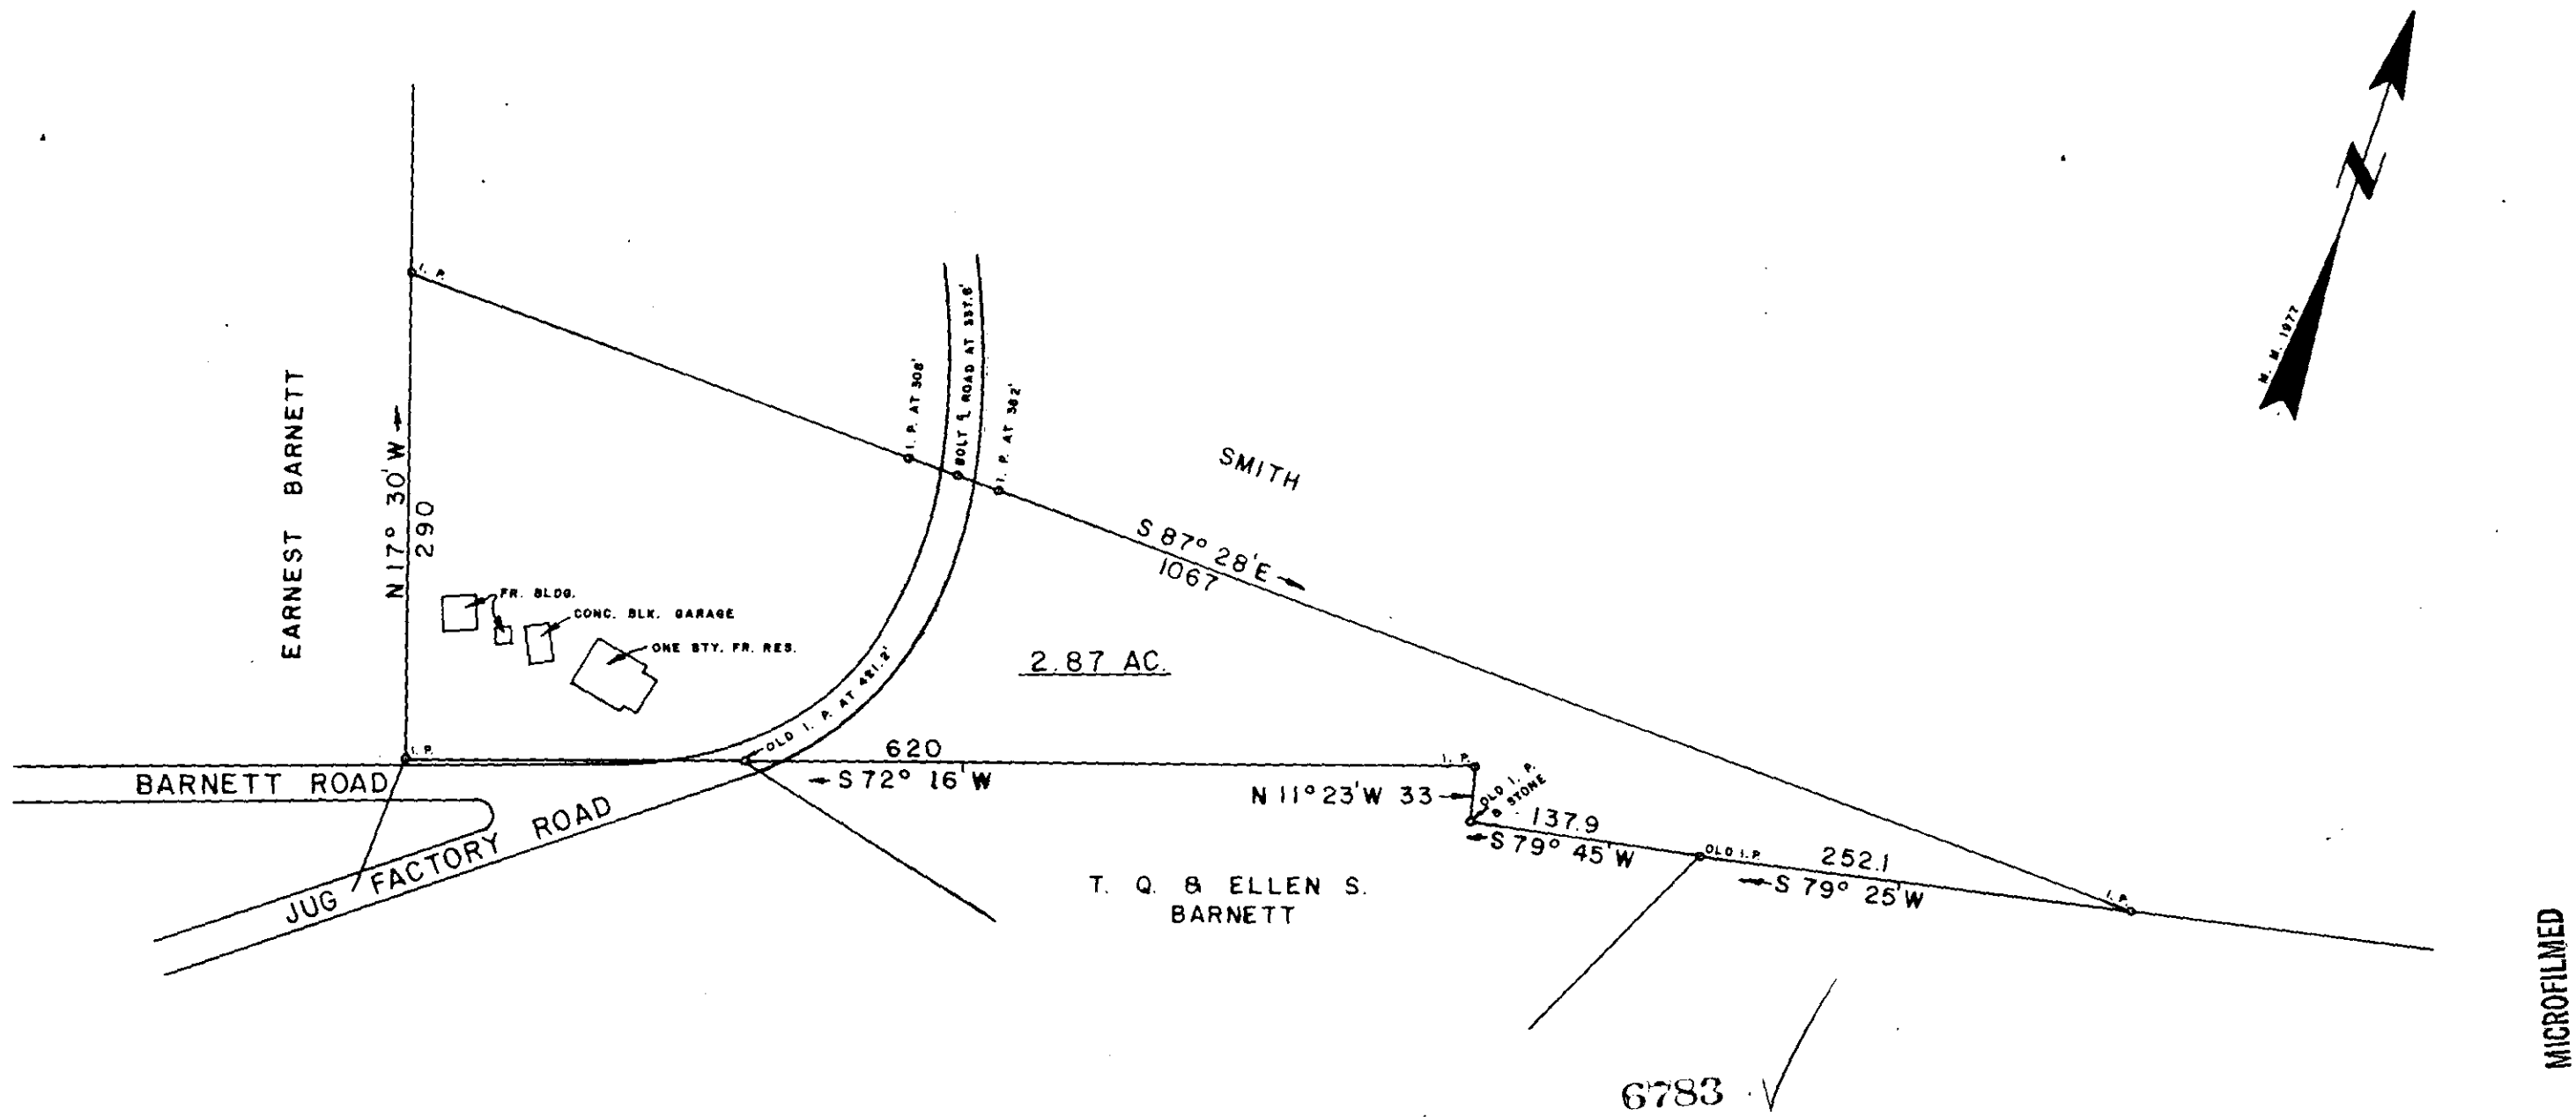 N
M. M. 1977
I. P.
EARNEST BARNETT
N 17° 30' W
290
I. P. AT 308'
BOLT ℄ ROAD AT 337.6'
I. P. AT 382'
SMITH
S 87° 28' E
1067
FR. BLDG.
CONC. BLK. GARAGE
ONE STY. FR. RES.
2.87 AC.
OLD I. P. AT 421.2'
I. P.
620
S 72° 16' W
BARNETT ROAD
JUG FACTORY ROAD
I. P.
N 11° 23' W 33
OLD I. P.
& STONE
137.9
S 79° 45' W
OLD I. P.
252.1
S 79° 25' W
I. P.
T. Q. & ELLEN S.
BARNETT
6783
MICROFILMED